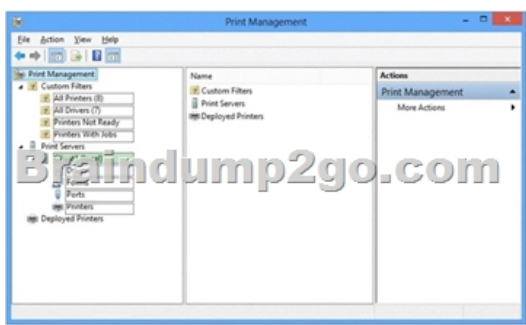 Print Management
File Action View Help
Print Management
Custom Filters
All Printers (8)
All Drivers (7)
Printers Not Ready
Printers With Jobs
Print Servers
Forms
Ports
Printers
Deployed Printers
Name
Custom Filters
Print Servers
Deployed Printers
Actions
Print Management
More Actions
Braindump2go.com